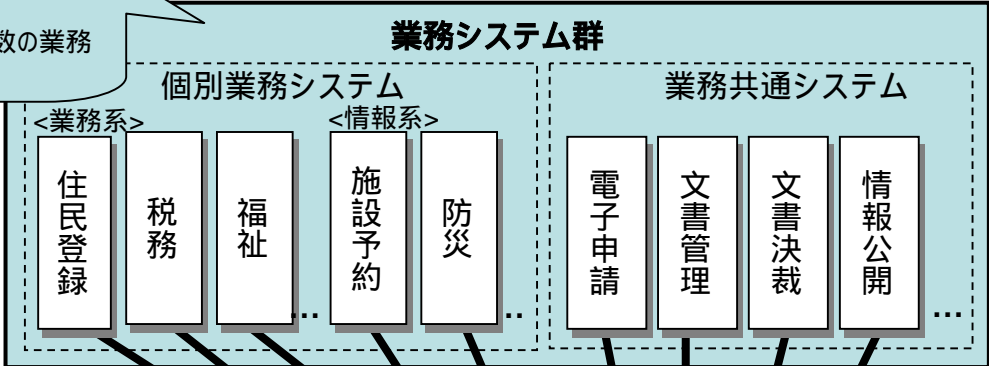 業務システム群
数の業務
個別業務システム
業務共通システム
<業務系>
<情報系>
住民登録
税務
福祉
...
施設予約
防災
..
電子申請
文書管理
文書決裁
情報公開
...